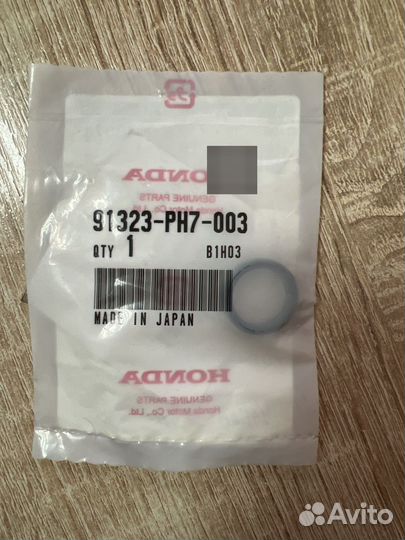 HONDA
GENUINE PARTS
Honda Motor Co., Ltd.
91323-PH7-003
QTY 1 B1H03
MADE IN JAPAN
HONDA
GENUINE PARTS
Honda Motor Co., Ltd.
Avito